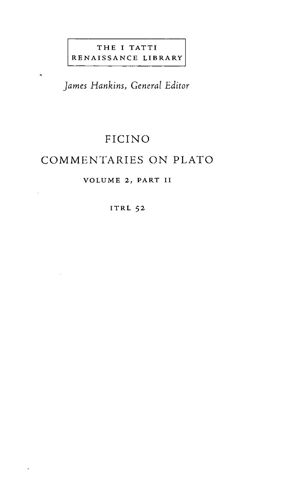 THE I TATTI
RENAISSANCE LIBRARY
James Hankins, General Editor
FICINO
COMMENTARIES ON PLATO
VOLUME 2, PART II
ITRL 52